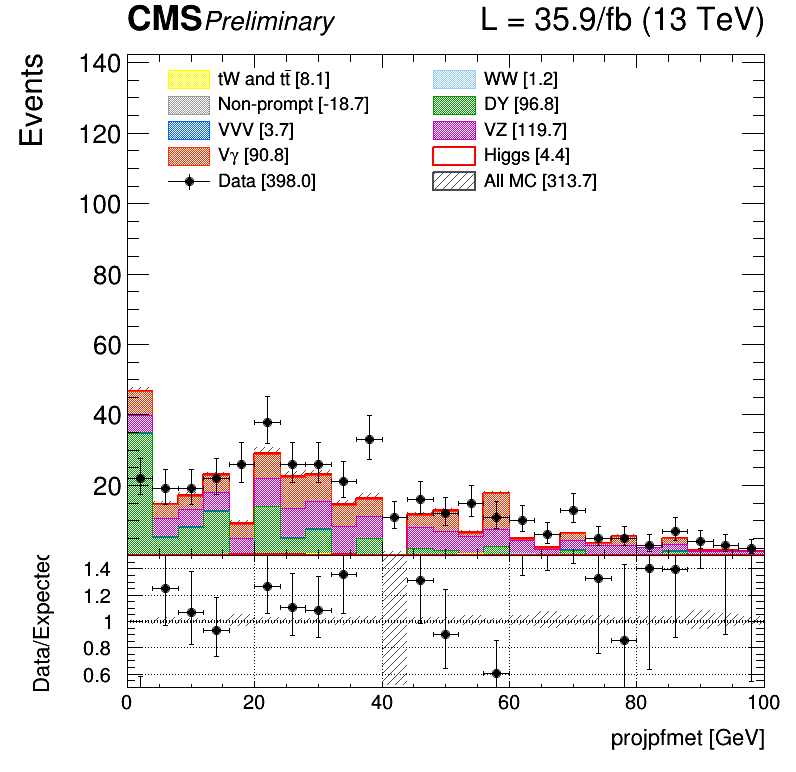 CMS Preliminary L = 35.9/fb (13 TeV)
Events
140
120
100
80
60
40
20
tW and tt̄ [8.1] WW [1.2]
Non-prompt [-18.7] DY [96.8]
VVV [3.7] VZ [119.7]
Vγ [90.8] Higgs [4.4]
Data [398.0] All MC [313.7]
Data/Expected
1.4
1.2
1
0.8
0.6
0 20 40 60 80 100
projpfmet [GeV]